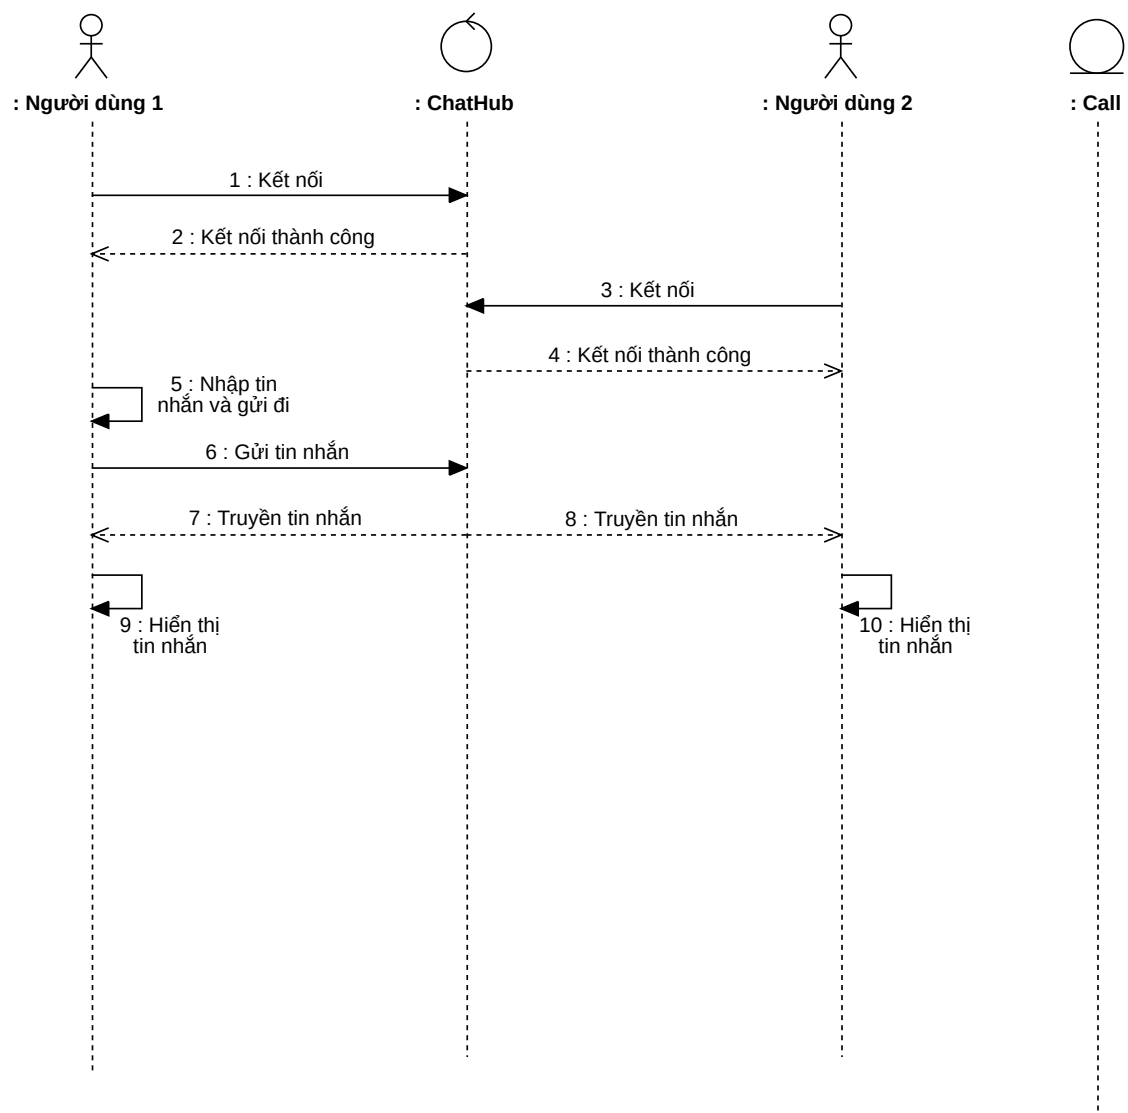 : Người dùng 1
: ChatHub
: Người dùng 2
: Call
1 : Kết nối
2 : Kết nối thành công
3 : Kết nối
4 : Kết nối thành công
5 : Nhập tin
nhắn và gửi đi
6 : Gửi tin nhắn
7 : Truyền tin nhắn
8 : Truyền tin nhắn
9 : Hiển thị
tin nhắn
10 : Hiển thị
tin nhắn